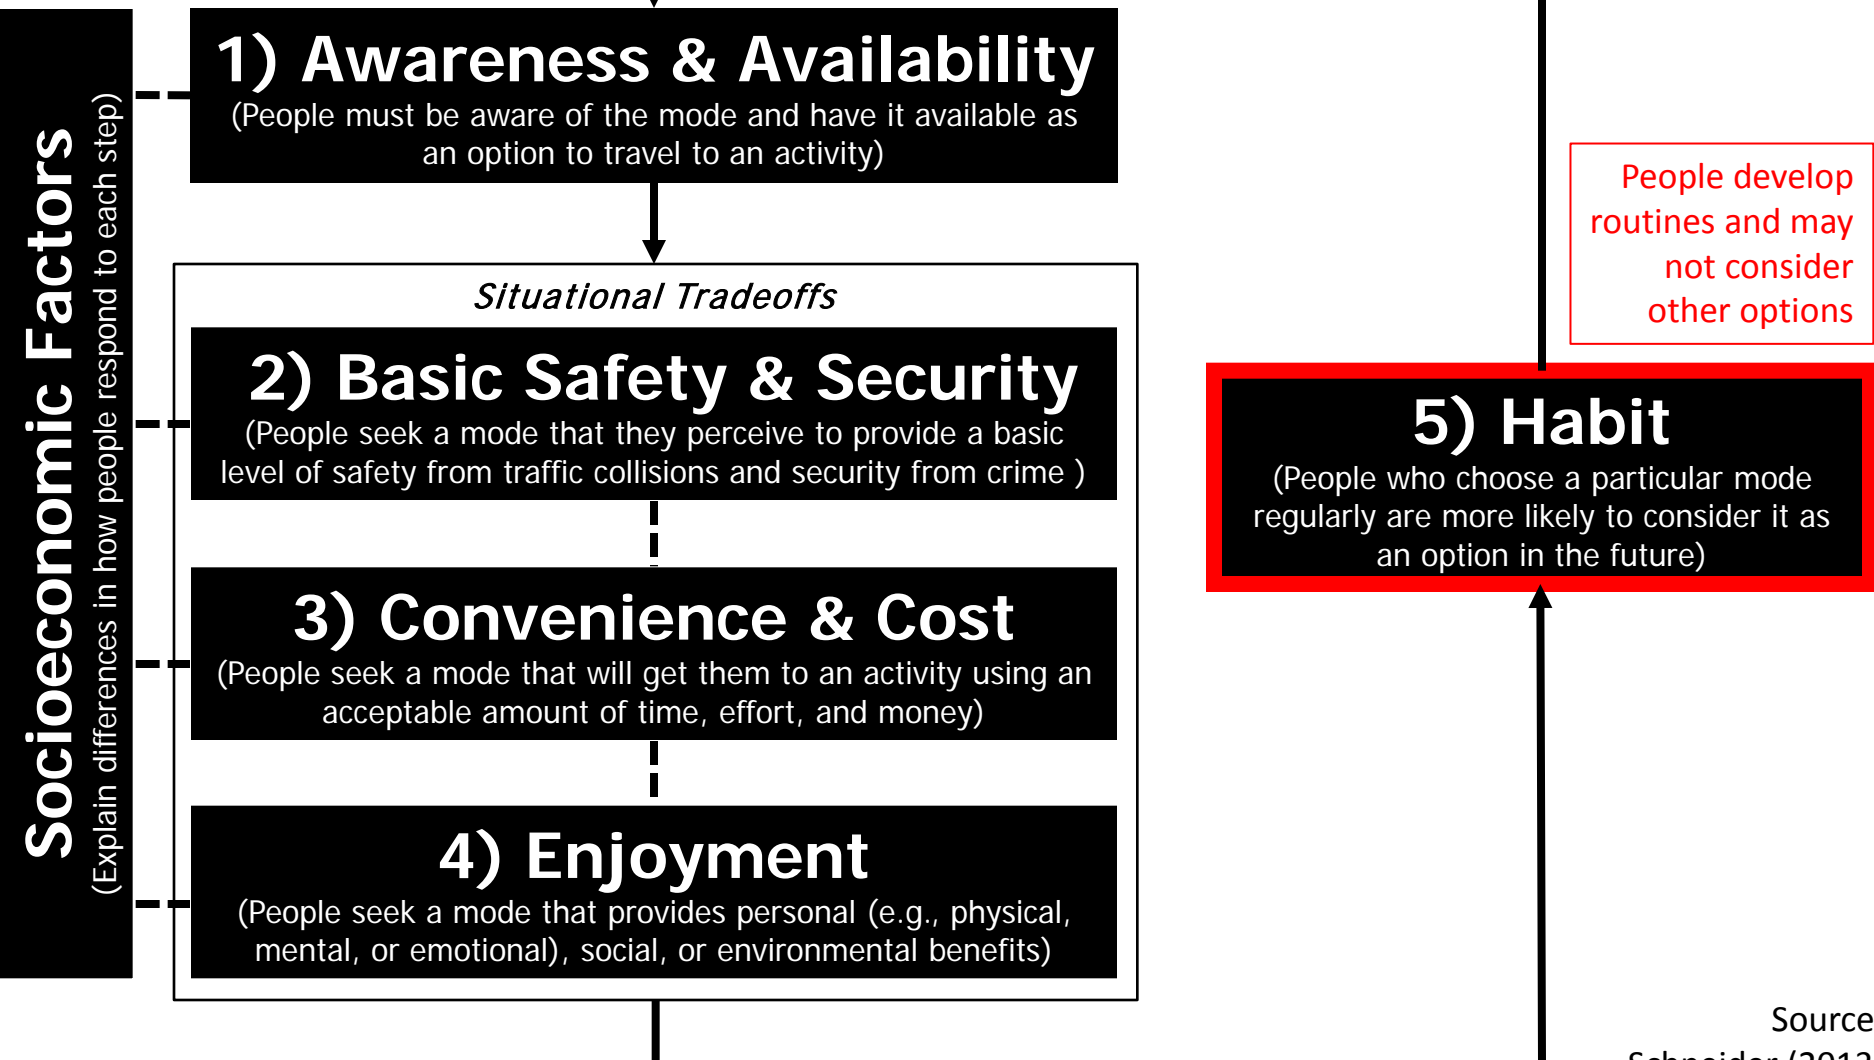 Socioeconomic Factors
(Explain differences in how people respond to each step)
1) Awareness & Availability
(People must be aware of the mode and have it available as
an option to travel to an activity)
Situational Tradeoffs
2) Basic Safety & Security
(People seek a mode that they perceive to provide a basic
level of safety from traffic collisions and security from crime )
3) Convenience & Cost
(People seek a mode that will get them to an activity using an
acceptable amount of time, effort, and money)
4) Enjoyment
(People seek a mode that provides personal (e.g., physical,
mental, or emotional), social, or environmental benefits)
People develop
routines and may
not consider
other options
5) Habit
(People who choose a particular mode
regularly are more likely to consider it as
an option in the future)
Source
Schneider (2013